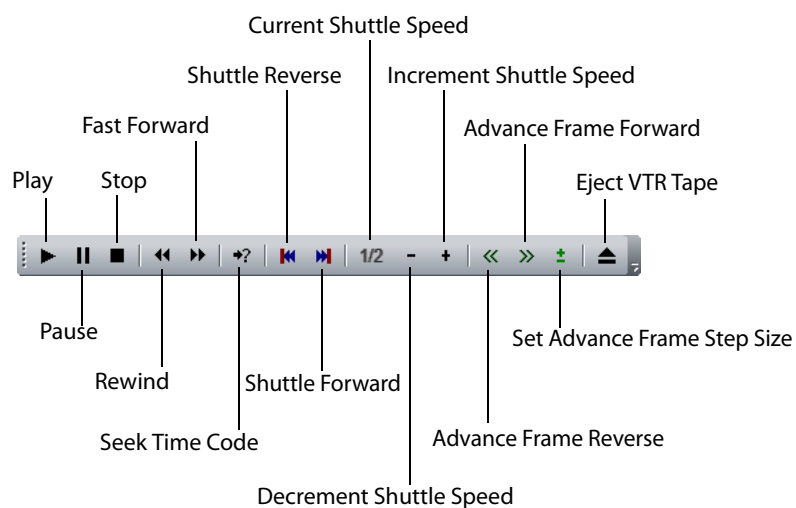 Current Shuttle Speed
Shuttle Reverse
Increment Shuttle Speed
Fast Forward
Advance Frame Forward
Play
Stop
Eject VTR Tape
?
1/2
-
+
±
Pause
Set Advance Frame Step Size
Rewind
Shuttle Forward
Seek Time Code
Advance Frame Reverse
Decrement Shuttle Speed